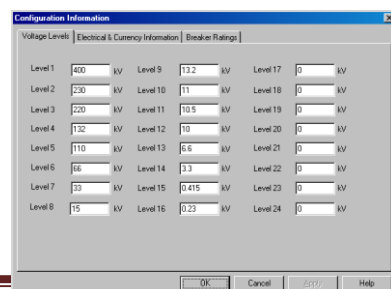 Configuration Information
Voltage Levels Electrical & Currency Information Breaker Ratings
Level 1 400 kV Level 9 13.2 kV Level 17 0 kV
Level 2 230 kV Level 10 11 kV Level 18 0 kV
Level 3 220 kV Level 11 10.5 kV Level 19 0 kV
Level 4 132 kV Level 12 10 kV Level 20 0 kV
Level 5 110 kV Level 13 6.6 kV Level 21 0 kV
Level 6 66 kV Level 14 3.3 kV Level 22 0 kV
Level 7 33 kV Level 15 0.415 kV Level 23 0 kV
Level 8 15 kV Level 16 0.23 kV Level 24 0 kV
OK Cancel Apply Help